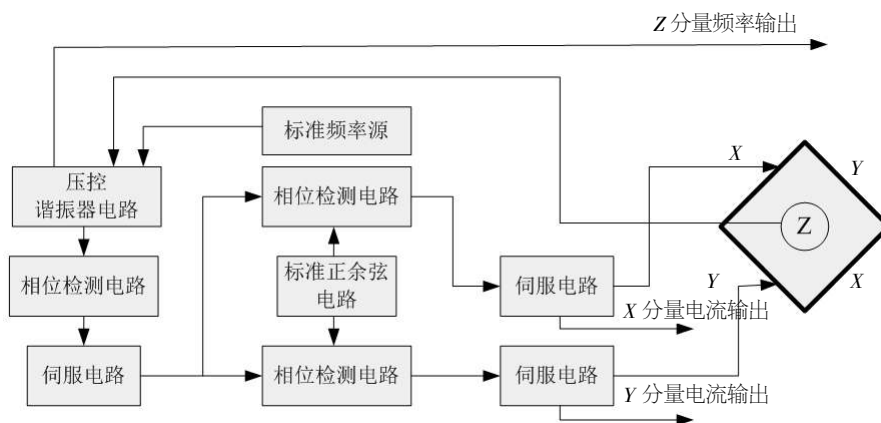 Z 分量频率输出
标准频率源
X
Y
压控
谐振器电路
相位检测电路
Z
相位检测电路
标准正余弦
电路
伺服电路
Y
X
X 分量电流输出
伺服电路
相位检测电路
伺服电路
Y 分量电流输出